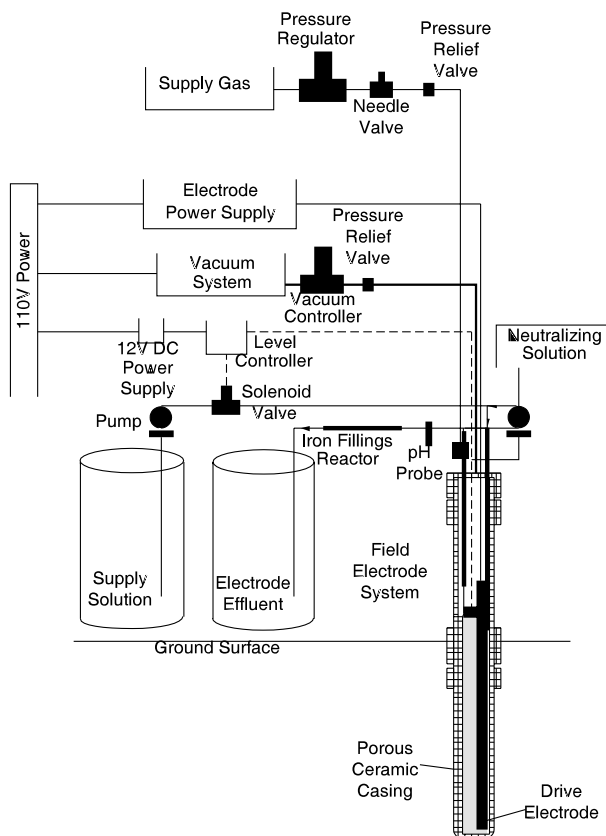 Pressure
Regulator
Pressure
Relief
Valve
Supply Gas
Needle
Valve
Electrode
Power Supply
Pressure
Relief
Valve
110V Power
Vacuum
System
Vacuum
Controller
12V DC
Power
Supply
Level
Controller
Neutralizing
Solution
Solenoid
Valve
Pump
Iron Fillings
Reactor
pH
Probe
Supply
Solution
Electrode
Effluent
Field
Electrode
System
Ground Surface
Porous
Ceramic
Casing
Drive
Electrode